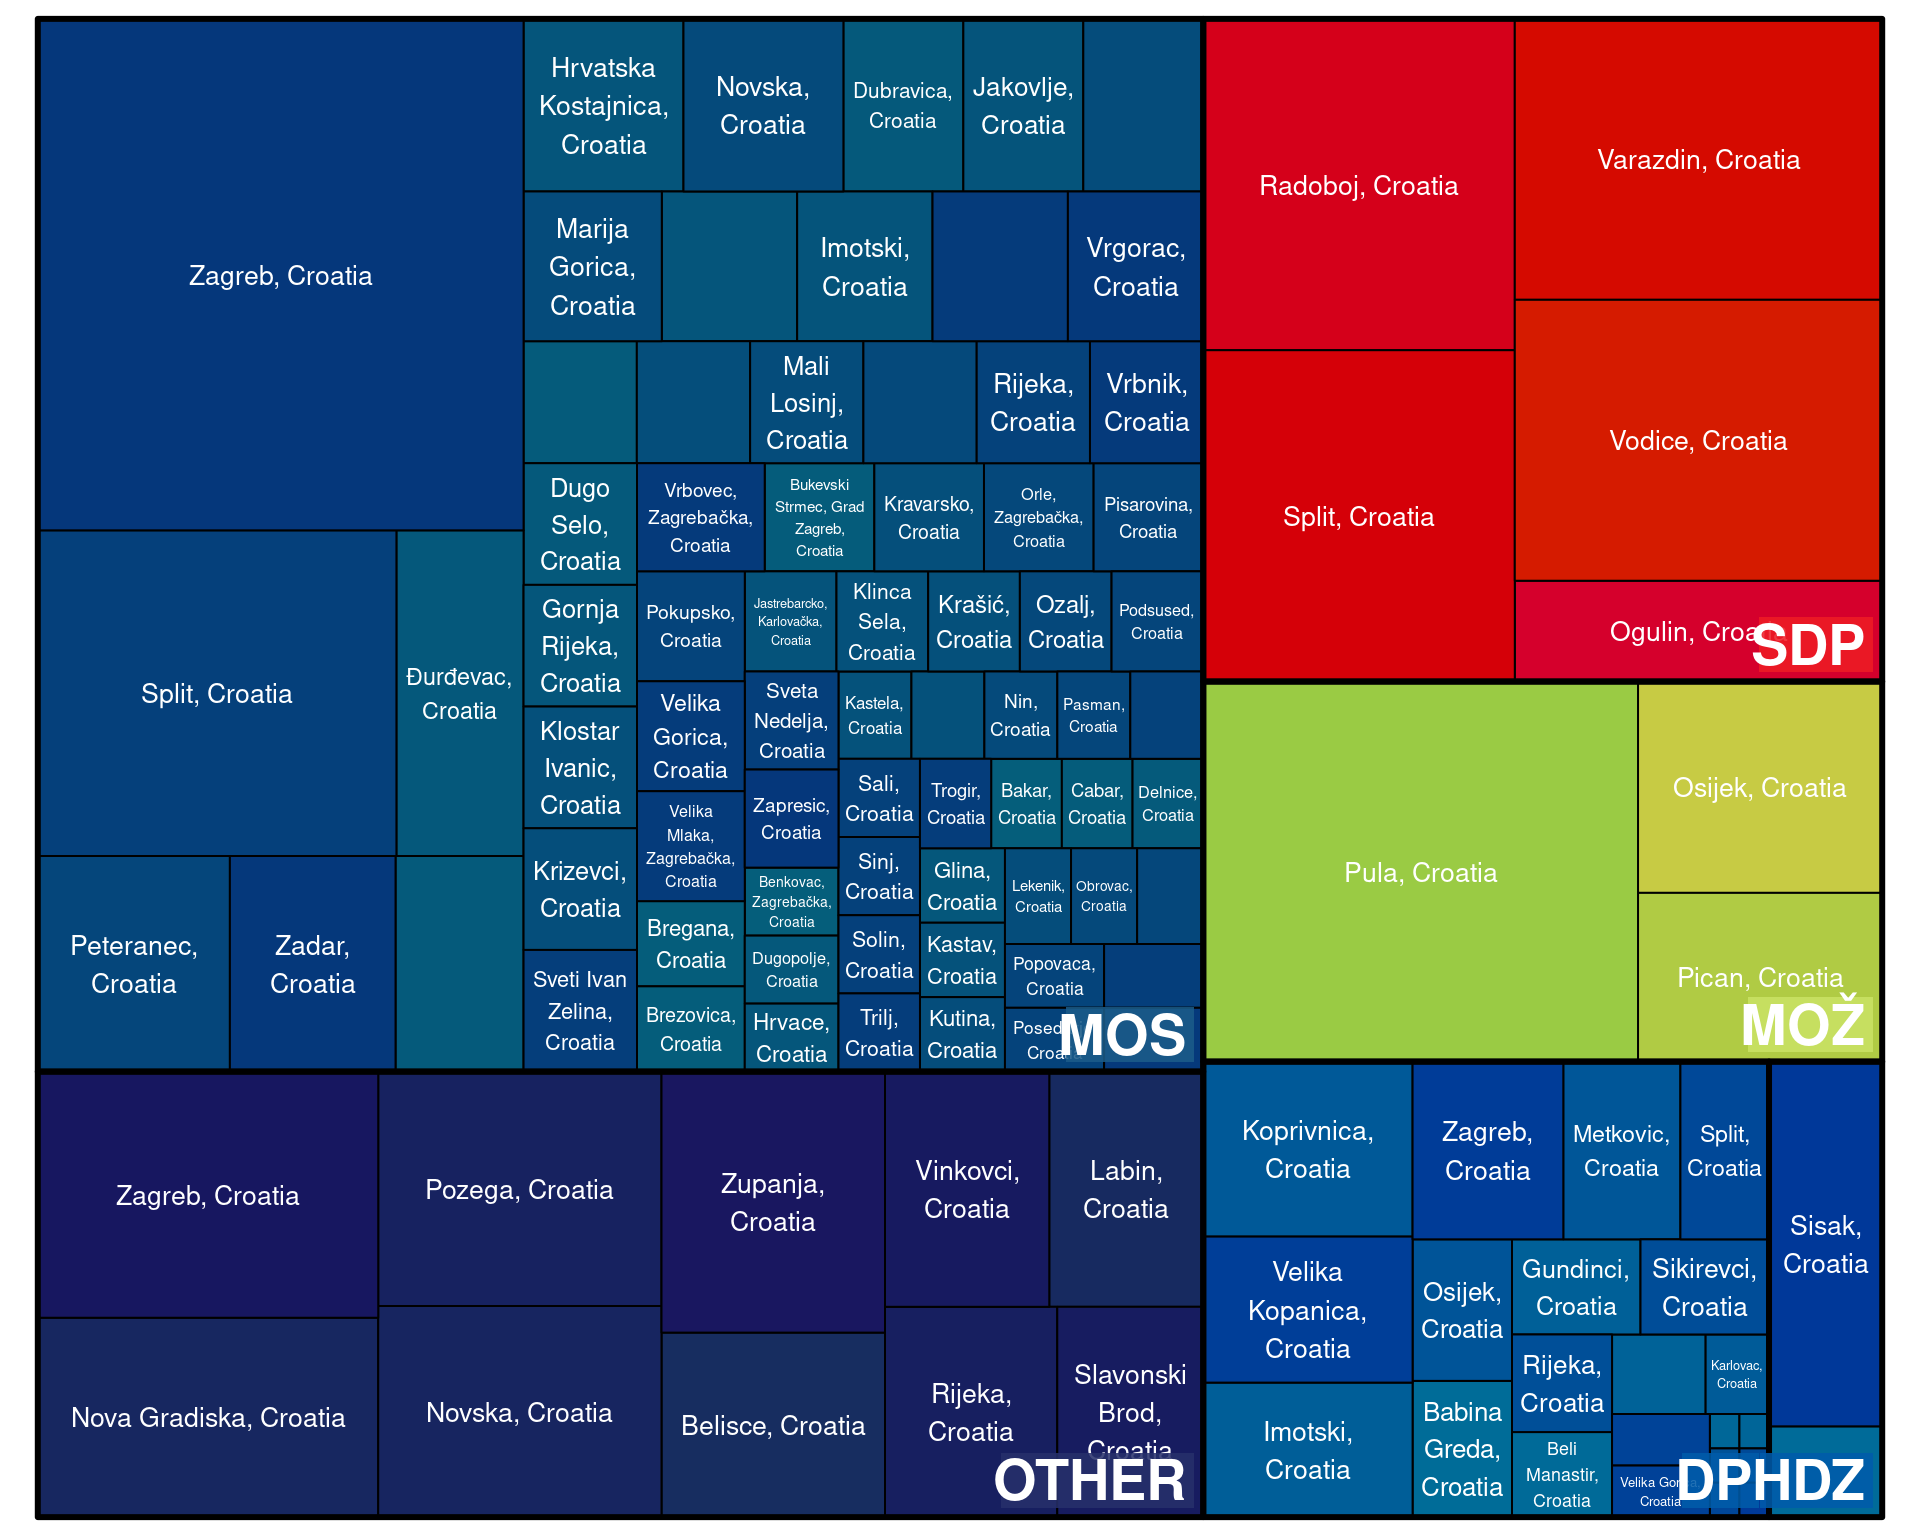 Zagreb, Croatia
Hrvatska
Kostajnica,
Croatia
Novska,
Croatia
Dubravica,
Croatia
Jakovlje,
Croatia
Marija
Gorica,
Croatia
Imotski,
Croatia
Vrgorac,
Croatia
Mali
Losinj,
Croatia
Rijeka,
Croatia
Vrbnik,
Croatia
Dugo
Selo,
Croatia
Vrbovec,
Zagrebačka,
Croatia
Bukevski
Strmec, Grad
Zagreb,
Croatia
Kravarsko,
Croatia
Orle,
Zagrebačka,
Croatia
Pisarovina,
Croatia
Split, Croatia
Đurđevac,
Croatia
Gornja
Rijeka,
Croatia
Pokupsko,
Croatia
Jastrebarcko,
Karlovačka,
Croatia
Klinca
Sela,
Croatia
Krašić,
Croatia
Ozalj,
Croatia
Podsused,
Croatia
Klostar
Ivanic,
Croatia
Velika
Gorica,
Croatia
Sveta
Nedelja,
Croatia
Kastela,
Croatia
Nin,
Croatia
Pasman,
Croatia
Velika
Mlaka,
Zagrebačka,
Croatia
Zapresic,
Croatia
Sali,
Croatia
Trogir,
Croatia
Bakar,
Croatia
Cabar,
Croatia
Delnice,
Croatia
Peteranec,
Croatia
Zadar,
Croatia
Krizevci,
Croatia
Bregana,
Croatia
Benkovac,
Zagrebačka,
Croatia
Sinj,
Croatia
Glina,
Croatia
Lekenik,
Croatia
Obrovac,
Croatia
Sveti Ivan
Zelina,
Croatia
Brezovica,
Croatia
Dugopolje,
Croatia
Hrvace,
Croatia
Solin,
Croatia
Trilj,
Croatia
Kastav,
Croatia
Kutina,
Croatia
Popovaca,
Croatia
MOS
Radoboj, Croatia
Varazdin, Croatia
Split, Croatia
Vodice, Croatia
Ogulin, Croatia
SDP
Pula, Croatia
Osijek, Croatia
Pican, Croatia
MOŽ
Zagreb, Croatia
Pozega, Croatia
Zupanja,
Croatia
Vinkovci,
Croatia
Labin,
Croatia
Nova Gradiska, Croatia
Novska, Croatia
Belisce, Croatia
Rijeka,
Croatia
Slavonski
Brod,
Croatia
OTHER
Koprivnica,
Croatia
Zagreb,
Croatia
Metkovic,
Croatia
Split,
Croatia
Velika
Kopanica,
Croatia
Osijek,
Croatia
Gundinci,
Croatia
Sikirevci,
Croatia
Sisak,
Croatia
Rijeka,
Croatia
Karlovac,
Croatia
Imotski,
Croatia
Babina
Greda,
Croatia
Beli
Manastir,
Croatia
Velika Gorica,
Croatia
DPHDZ